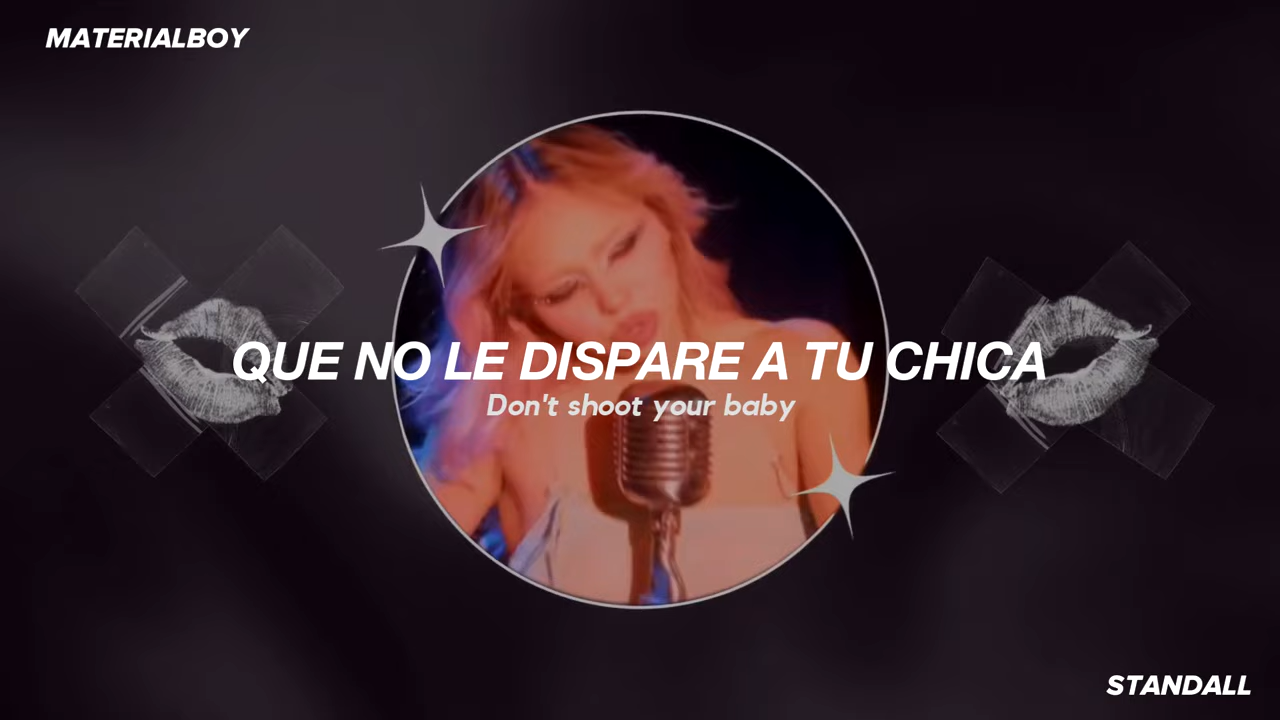 MATERIALBOY
QUE NO LE DISPARE A TU CHICA
Don't shoot your baby
STANDALL